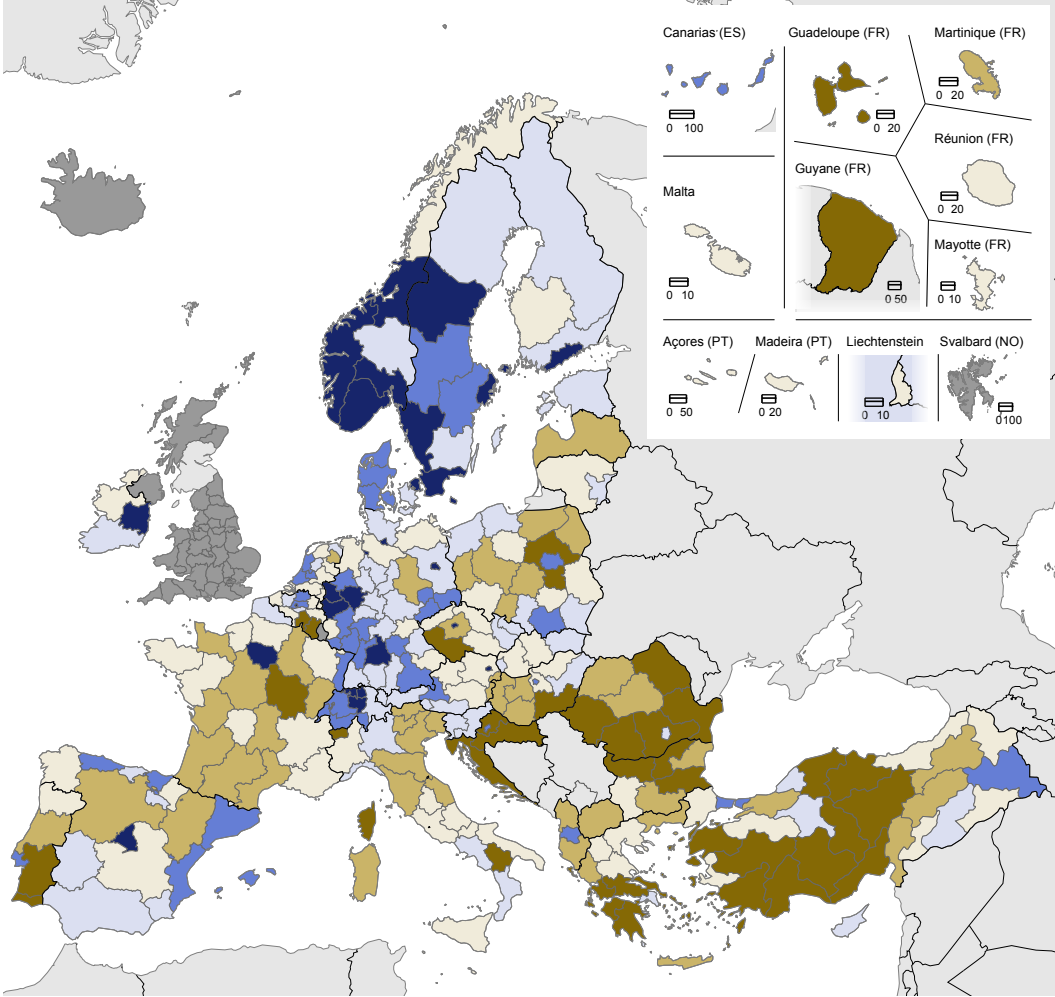 Canarias (ES)
0 100
Guadeloupe (FR)
0 20
Martinique (FR)
0 20
Réunion (FR)
0 20
Malta
0 10
Guyane (FR)
0 50
Mayotte (FR)
0 10
Açores (PT)
0 50
Madeira (PT)
0 20
Liechtenstein
0 10
Svalbard (NO)
0100